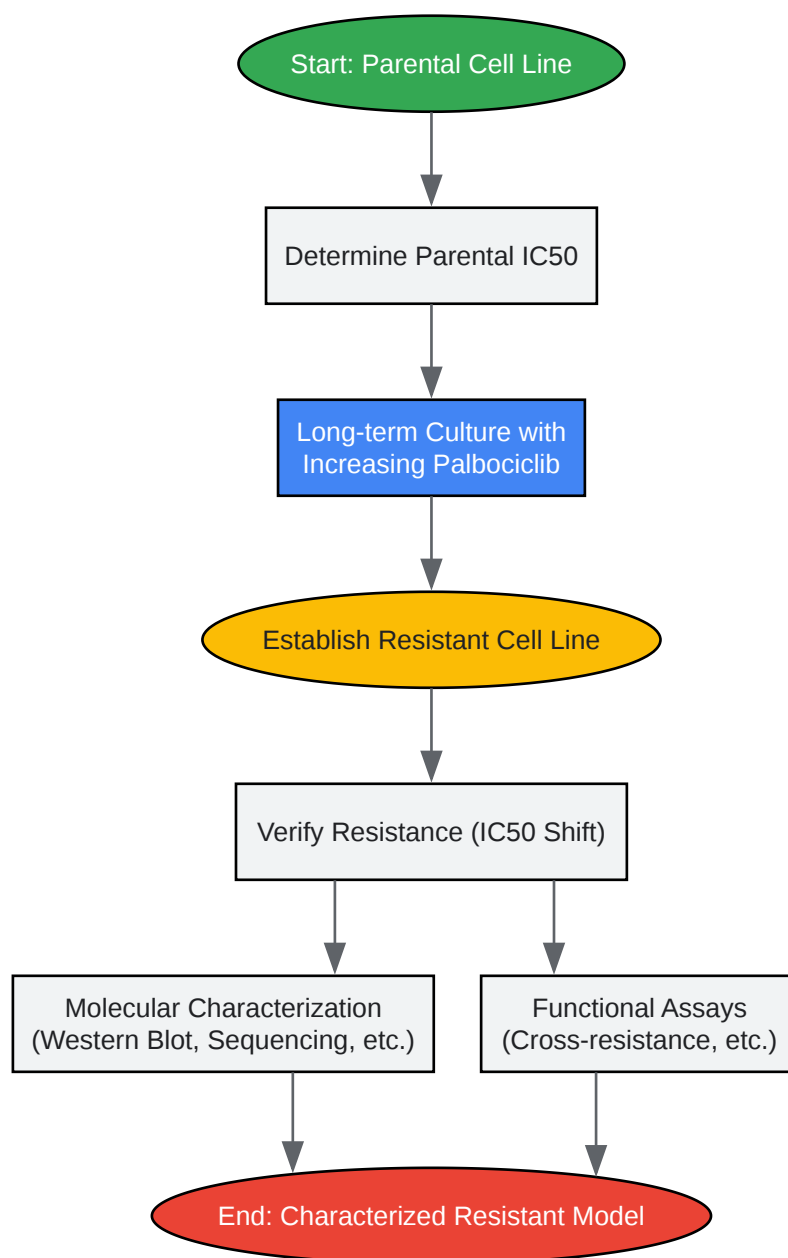 Start: Parental Cell Line
Determine Parental IC50
Long-term Culture with
Increasing Palbociclib
Establish Resistant Cell Line
Verify Resistance (IC50 Shift)
Molecular Characterization
(Western Blot, Sequencing, etc.)
Functional Assays
(Cross-resistance, etc.)
End: Characterized Resistant Model